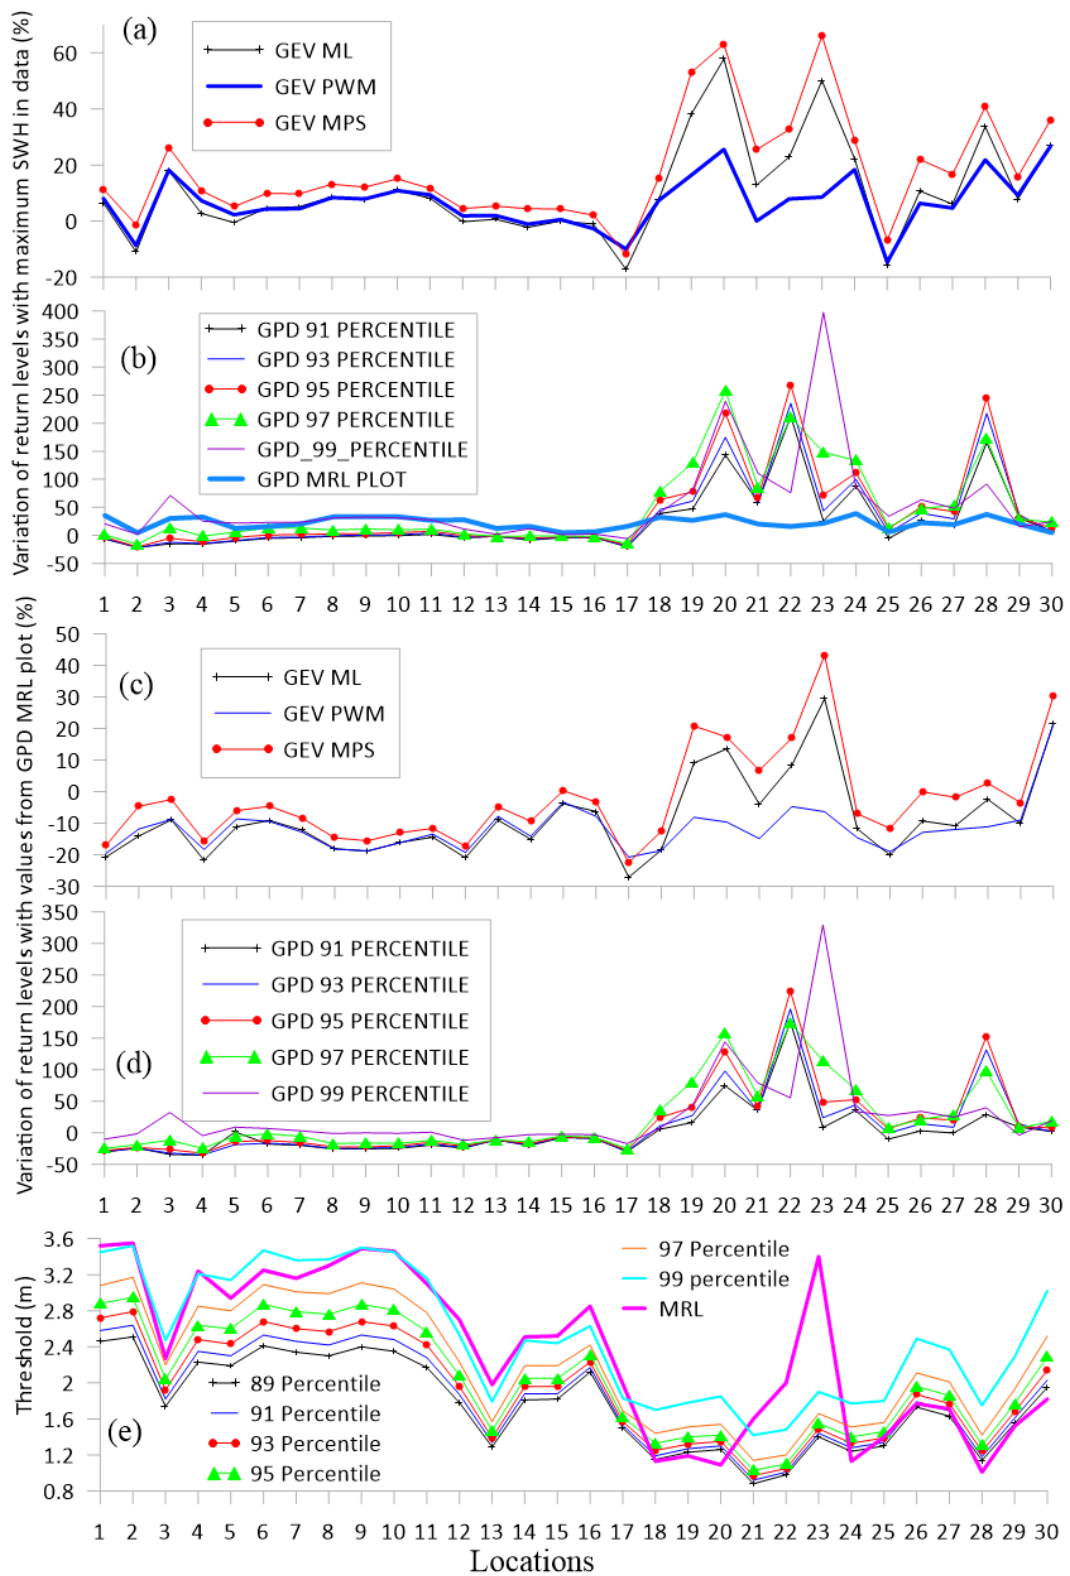 Variation of return levels with maximum SWH in data (%)
(a)
GEV ML
GEV PWM
GEV MPS
60
40
20
0
-20
(b)
GPD 91 PERCENTILE
GPD 93 PERCENTILE
GPD 95 PERCENTILE
GPD 97 PERCENTILE
GPD_99_PERCENTILE
GPD MRL PLOT
400
350
300
250
200
150
100
50
0
-50
1 2 3 4 5 6 7 8 9 10 11 12 13 14 15 16 17 18 19 20 21 22 23 24 25 26 27 28 29 30
Variation of return levels with values from GPD MRL plot (%)
(c)
GEV ML
GEV PWM
GEV MPS
50
40
30
20
10
0
-10
-20
-30
(d)
GPD 91 PERCENTILE
GPD 93 PERCENTILE
GPD 95 PERCENTILE
GPD 97 PERCENTILE
GPD 99 PERCENTILE
350
300
250
200
150
100
50
0
-50
1 2 3 4 5 6 7 8 9 10 11 12 13 14 15 16 17 18 19 20 21 22 23 24 25 26 27 28 29 30
Threshold (m)
(e)
3.6
3.2
2.8
2.4
2
1.6
1.2
0.8
97 Percentile
99 percentile
MRL
89 Percentile
91 Percentile
93 Percentile
95 Percentile
1 2 3 4 5 6 7 8 9 10 11 12 13 14 15 16 17 18 19 20 21 22 23 24 25 26 27 28 29 30
Locations